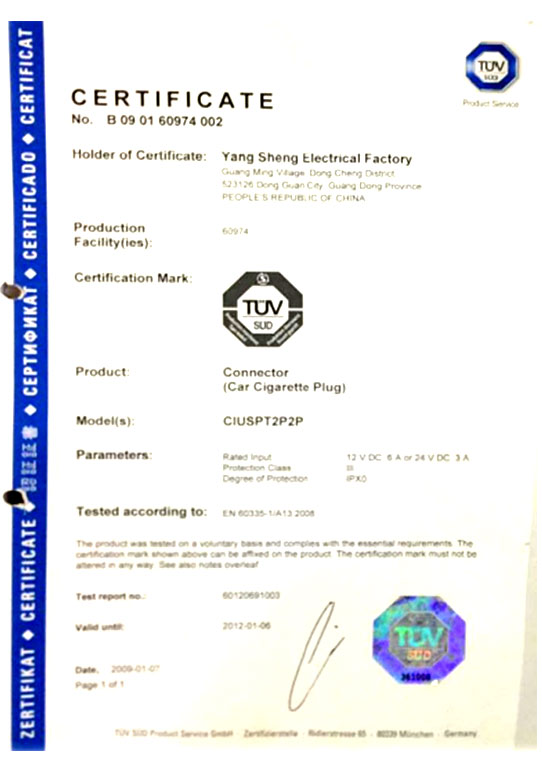 ZERTIFIKAT ◆ CERTIFICATE ◆ 認証証書 ◆ СЕРТИФИКАТ ◆ CERTIFICADO ◆ CERTIFICAT
TÜV
SÜD
Product Service
CERTIFICATE
No. B 09 01 60974 002
Holder of Certificate: Yang Sheng Electrical Factory
Guang Ming Village, Dong Cheng District
523126 Dong Guan City, Guang Dong Province
PEOPLE'S REPUBLIC OF CHINA
Production
Facility(ies):
60974
Certification Mark:
TÜV
SÜD
Product: Connector
(Car Cigarette Plug)
Model(s): CIUSPT2P2P
Parameters: Rated Input 12 V DC, 6 A or 24 V DC, 3 A
Protection Class III
Degree of Protection IPX0
Tested according to: EN 60335-1/A13:2008
The product was tested on a voluntary basis and complies with the essential requirements. The
certification mark shown above can be affixed on the product. The certification mark must not be
altered in any way. See also notes overleaf.
Test report no.: 60120691003
Valid until: 2012-01-06
Date, 2009-01-07
Page 1 of 1
TÜV
SÜD
361008
TÜV SÜD Product Service GmbH · Zertifizierstelle · Ridlerstrasse 65 · 80339 München · Germany